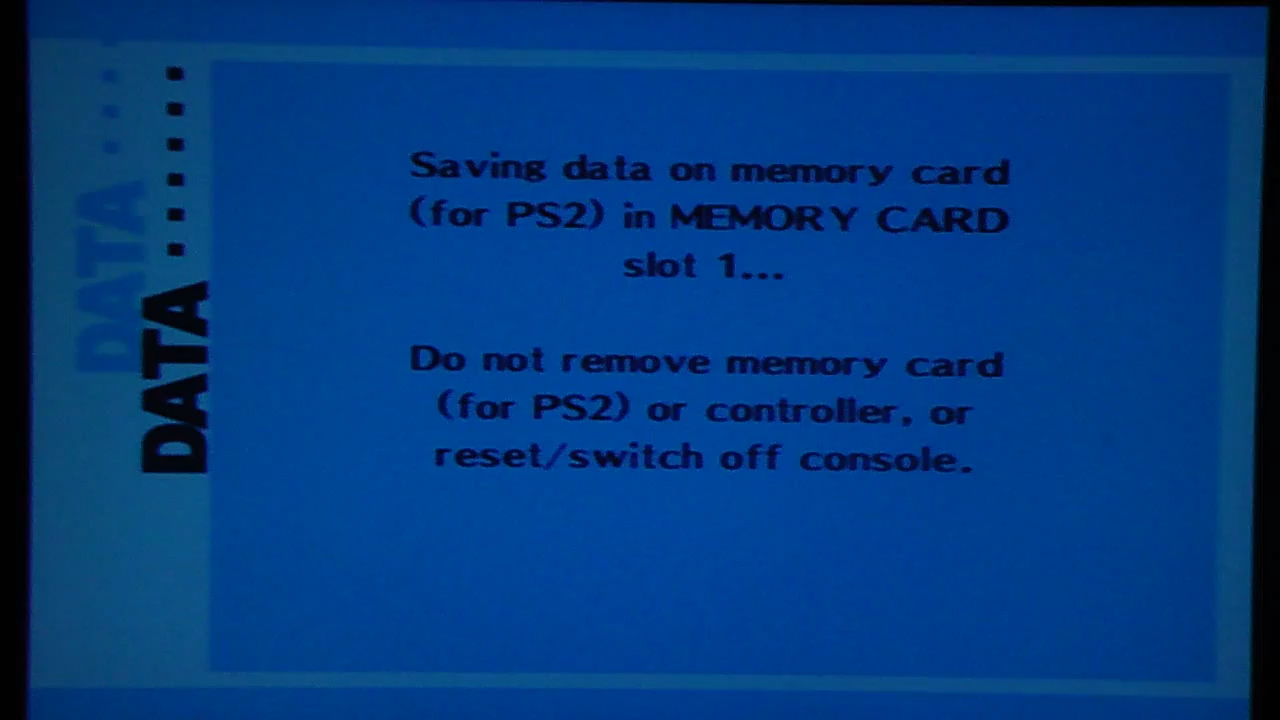 DATA ......
DATA ....
Saving data on memory card
(for PS2) in MEMORY CARD
slot 1...
Do not remove memory card
(for PS2) or controller, or
reset/switch off console.